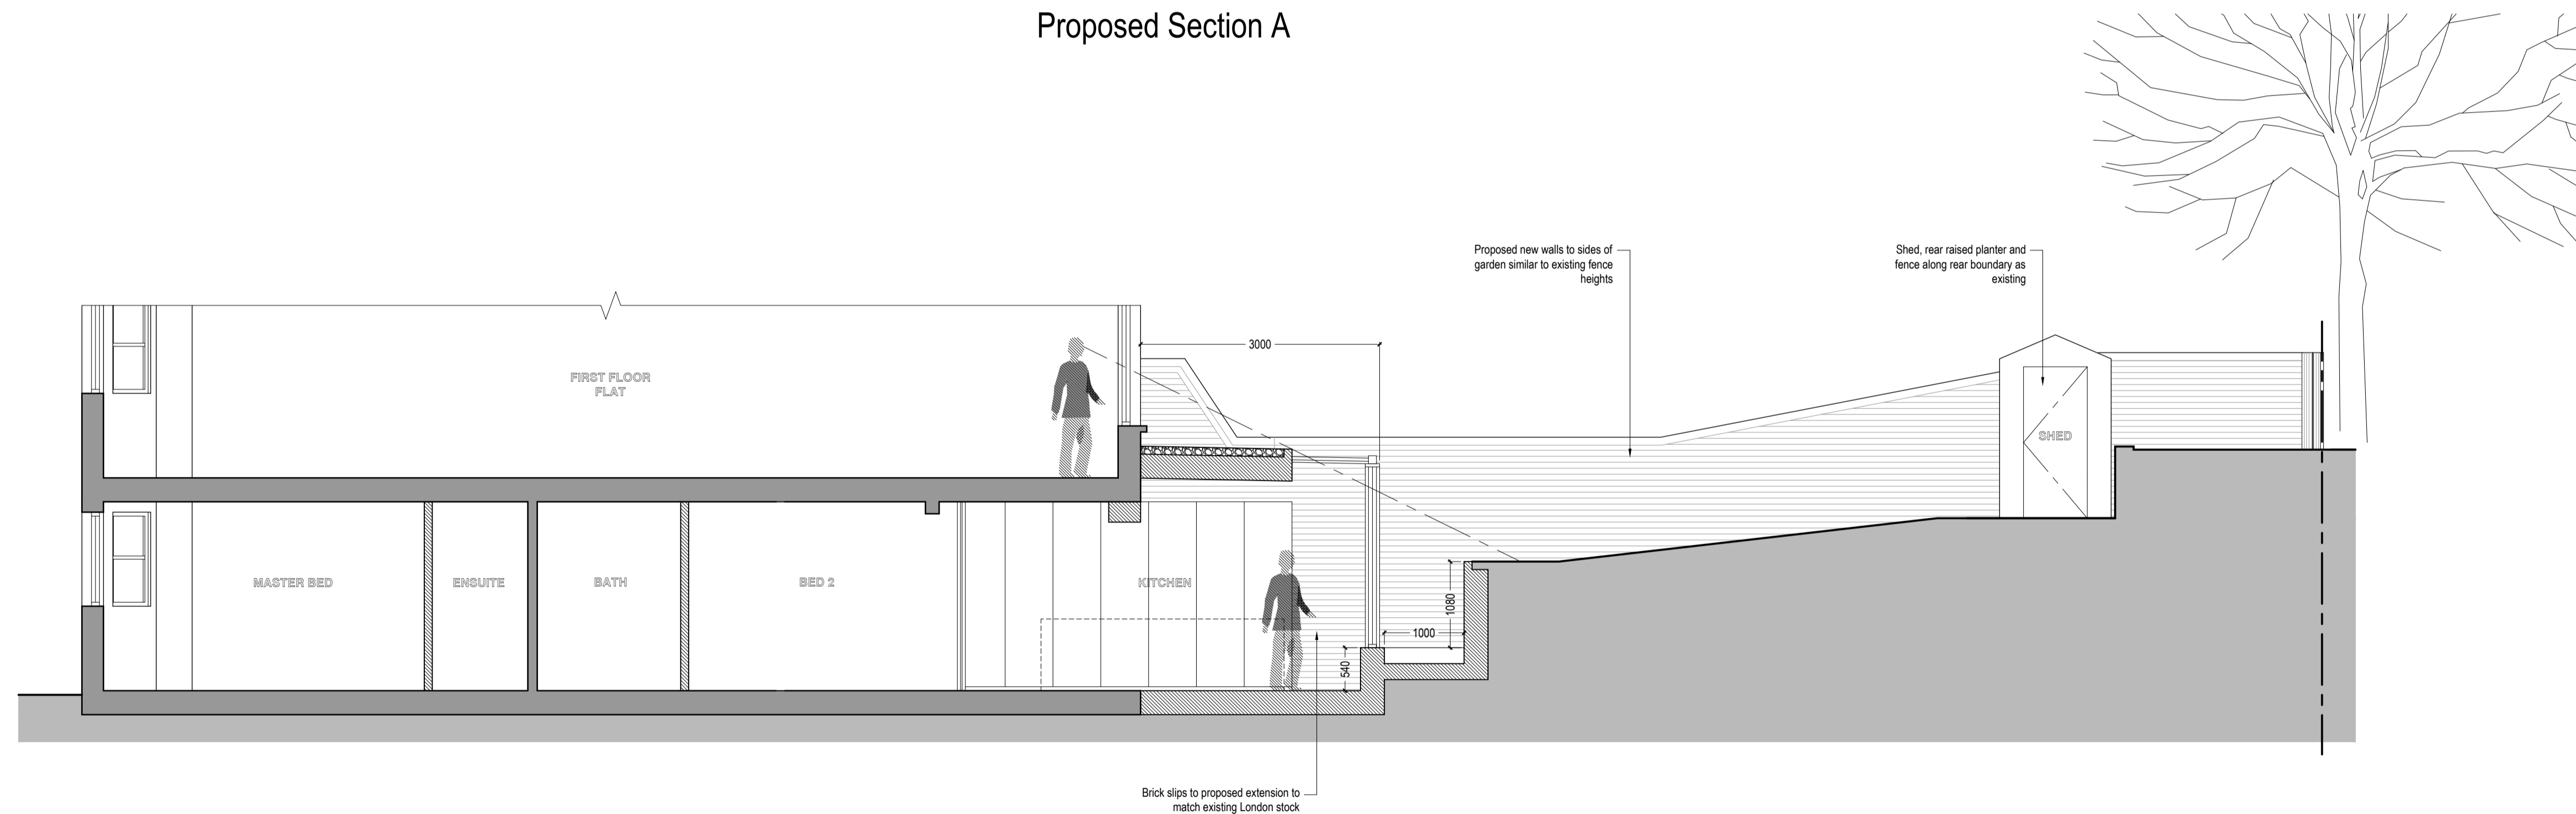 Proposed Section A
Proposed new walls to sides of
garden similar to existing fence
heights
Shed, rear raised planter and
fence along rear boundary as
existing
3000
FIRST FLOOR
FLAT
SHED
MASTER BED
ENSUITE
BATH
BED 2
KITCHEN
1080
1000
540
Brick slips to proposed extension to
match existing London stock